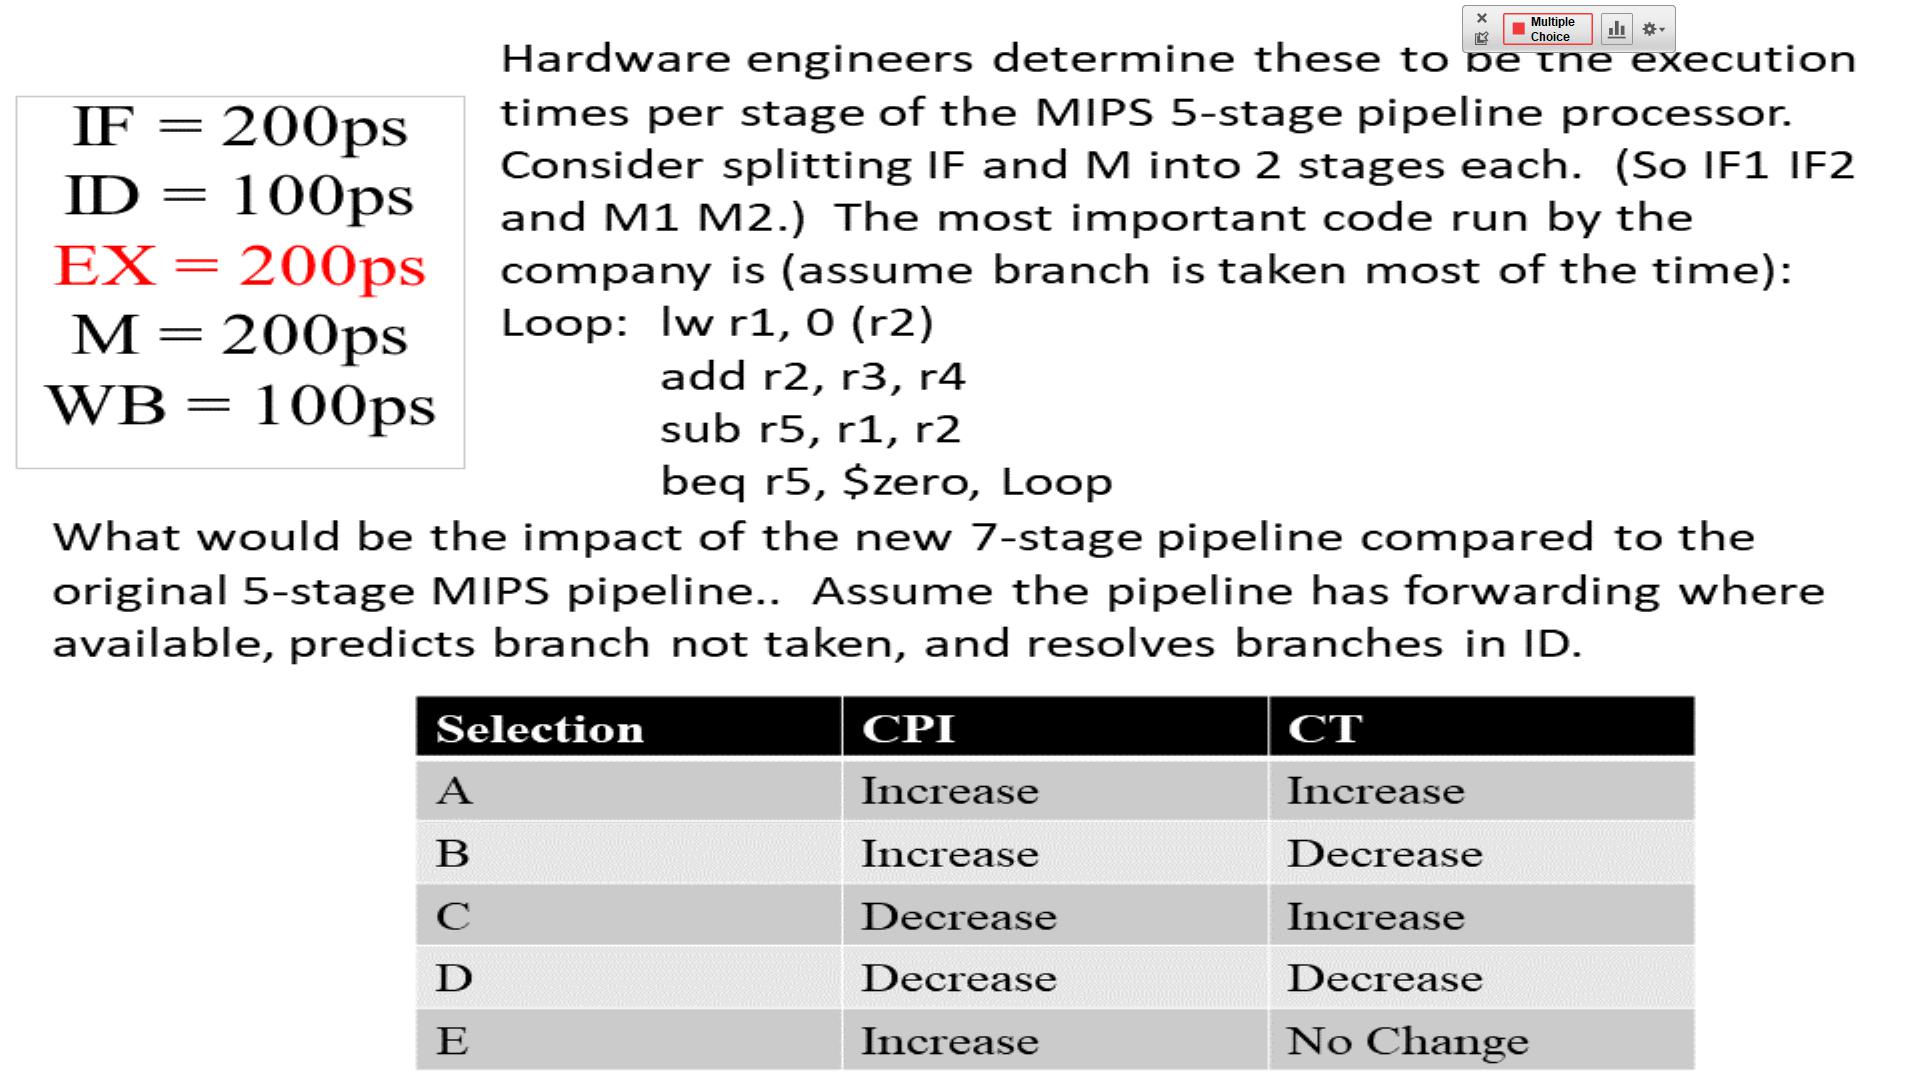 Multiple
Choice
Hardware engineers determine these to be the execution
times per stage of the MIPS 5-stage pipeline processor.
Consider splitting IF and M into 2 stages each.  (So IF1 IF2
and M1 M2.)  The most important code run by the
company is (assume branch is taken most of the time):
Loop:  lw r1, 0 (r2)
add r2, r3, r4
sub r5, r1, r2
beq r5, $zero, Loop
IF = 200ps
ID = 100ps
EX = 200ps
M = 200ps
WB = 100ps
What would be the impact of the new 7-stage pipeline compared to the
original 5-stage MIPS pipeline..  Assume the pipeline has forwarding where
available, predicts branch not taken, and resolves branches in ID.
Selection CPI CT
A Increase Increase
B Increase Decrease
C Decrease Increase
D Decrease Decrease
E Increase No Change